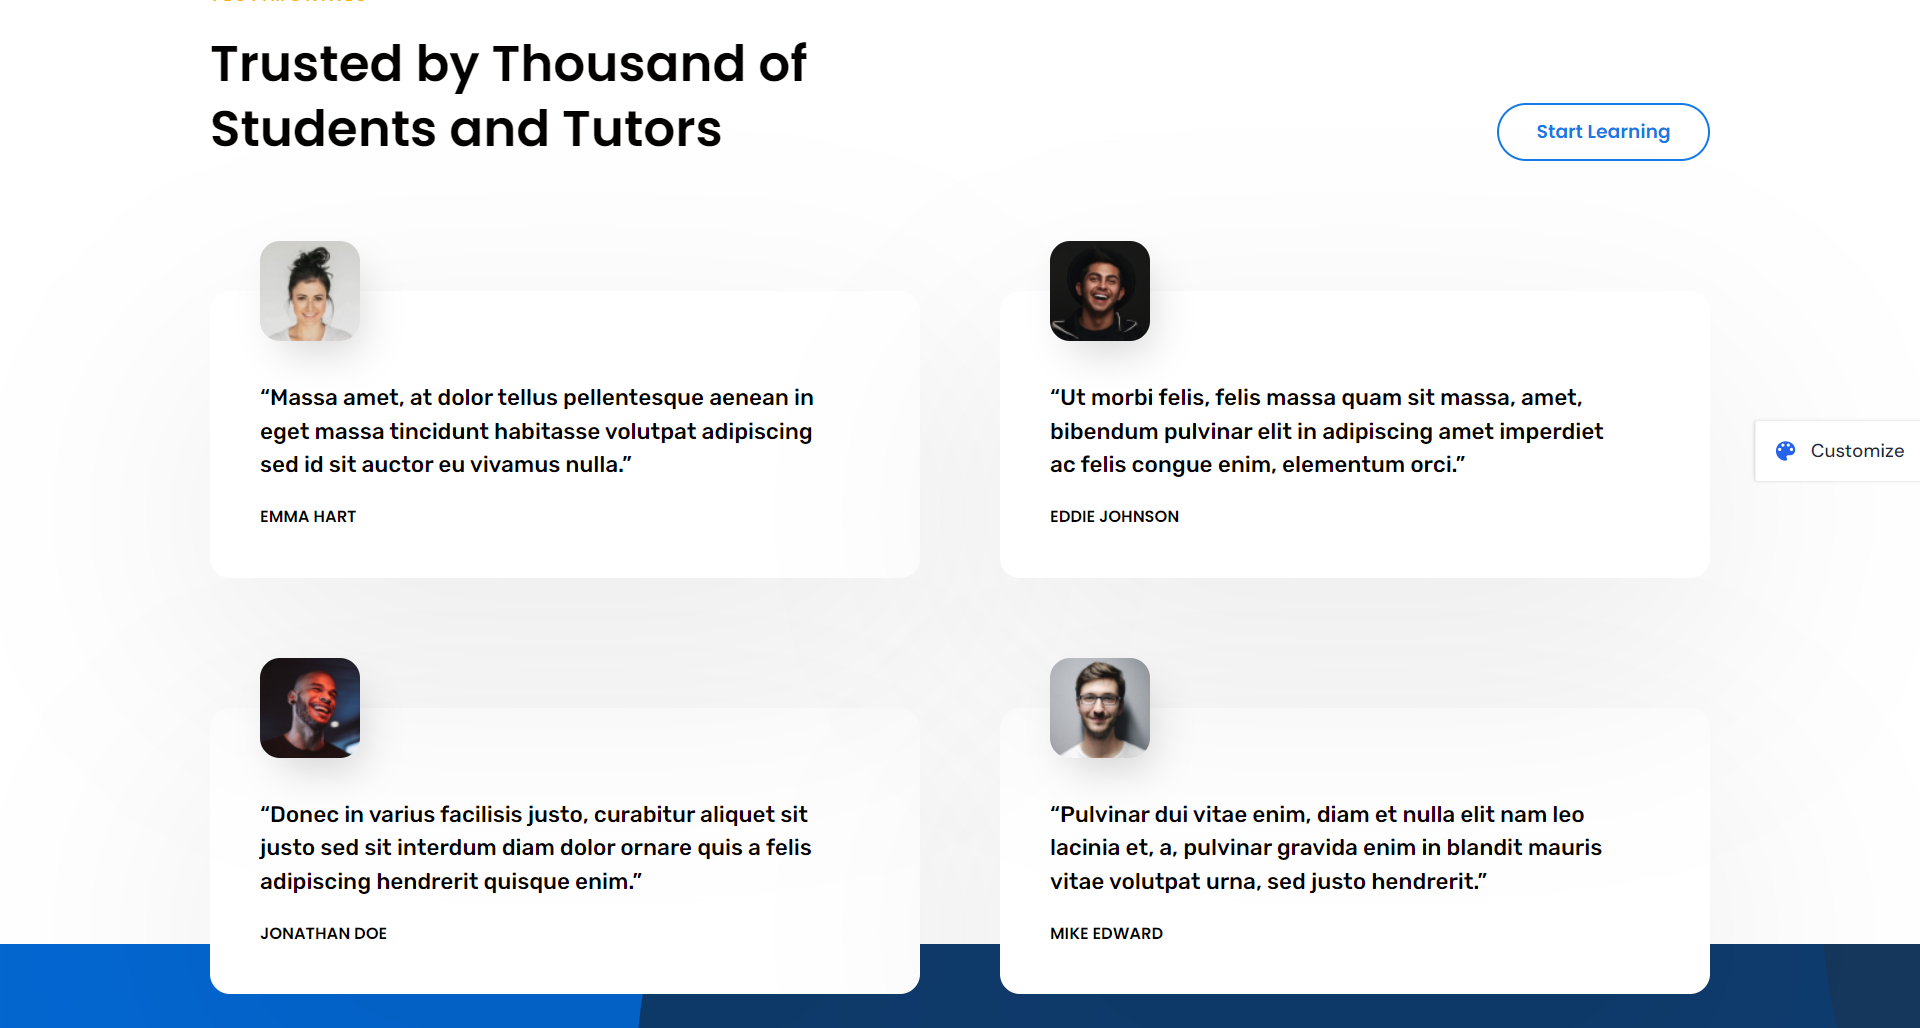 Trusted by Thousand of
Students and Tutors
Start Learning
“Massa amet, at dolor tellus pellentesque aenean in
eget massa tincidunt habitasse volutpat adipiscing
sed id sit auctor eu vivamus nulla.”
EMMA HART
“Ut morbi felis, felis massa quam sit massa, amet,
bibendum pulvinar elit in adipiscing amet imperdiet
ac felis congue enim, elementum orci.”
EDDIE JOHNSON
Customize
“Donec in varius facilisis justo, curabitur aliquet sit
justo sed sit interdum diam dolor ornare quis a felis
adipiscing hendrerit quisque enim.”
JONATHAN DOE
“Pulvinar dui vitae enim, diam et nulla elit nam leo
lacinia et, a, pulvinar gravida enim in blandit mauris
vitae volutpat urna, sed justo hendrerit.”
MIKE EDWARD